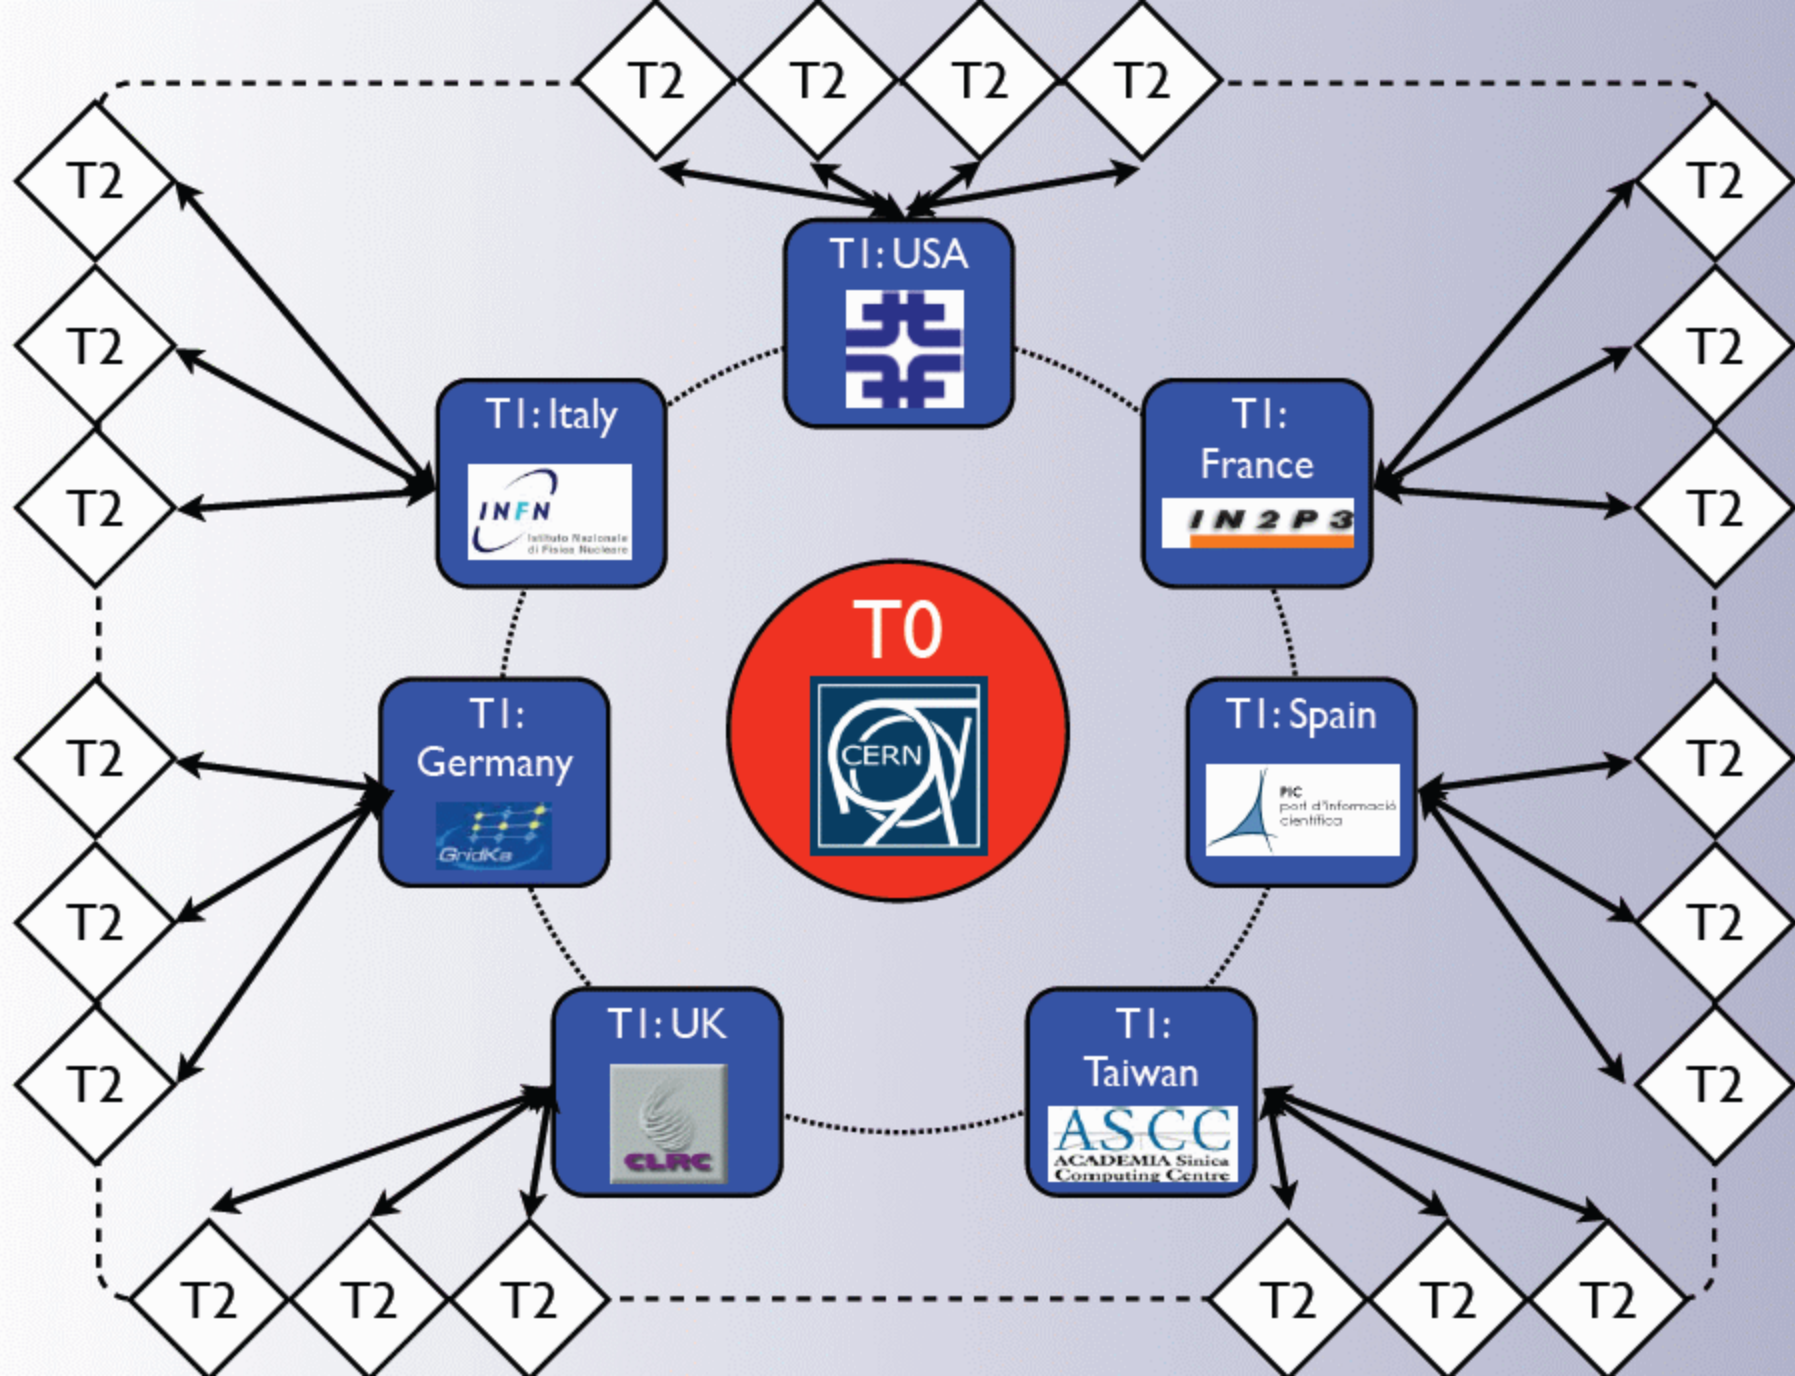 T2
T2
T2
T2
T2
T2
T2
T2
T2
T2
T1: USA
T1: Italy
INFN
Istituto Nazionale
di Fisica Nucleare
T1:
France
IN2P3
T0
CERN
T1:
Germany
GridKa
T1: Spain
PIC
port d'informació
científica
T2
T2
T2
T2
T2
T2
T1: UK
CLRC
T1:
Taiwan
ASCC
ACADEMIA Sinica
Computing Centre
T2
T2
T2
T2
T2
T2